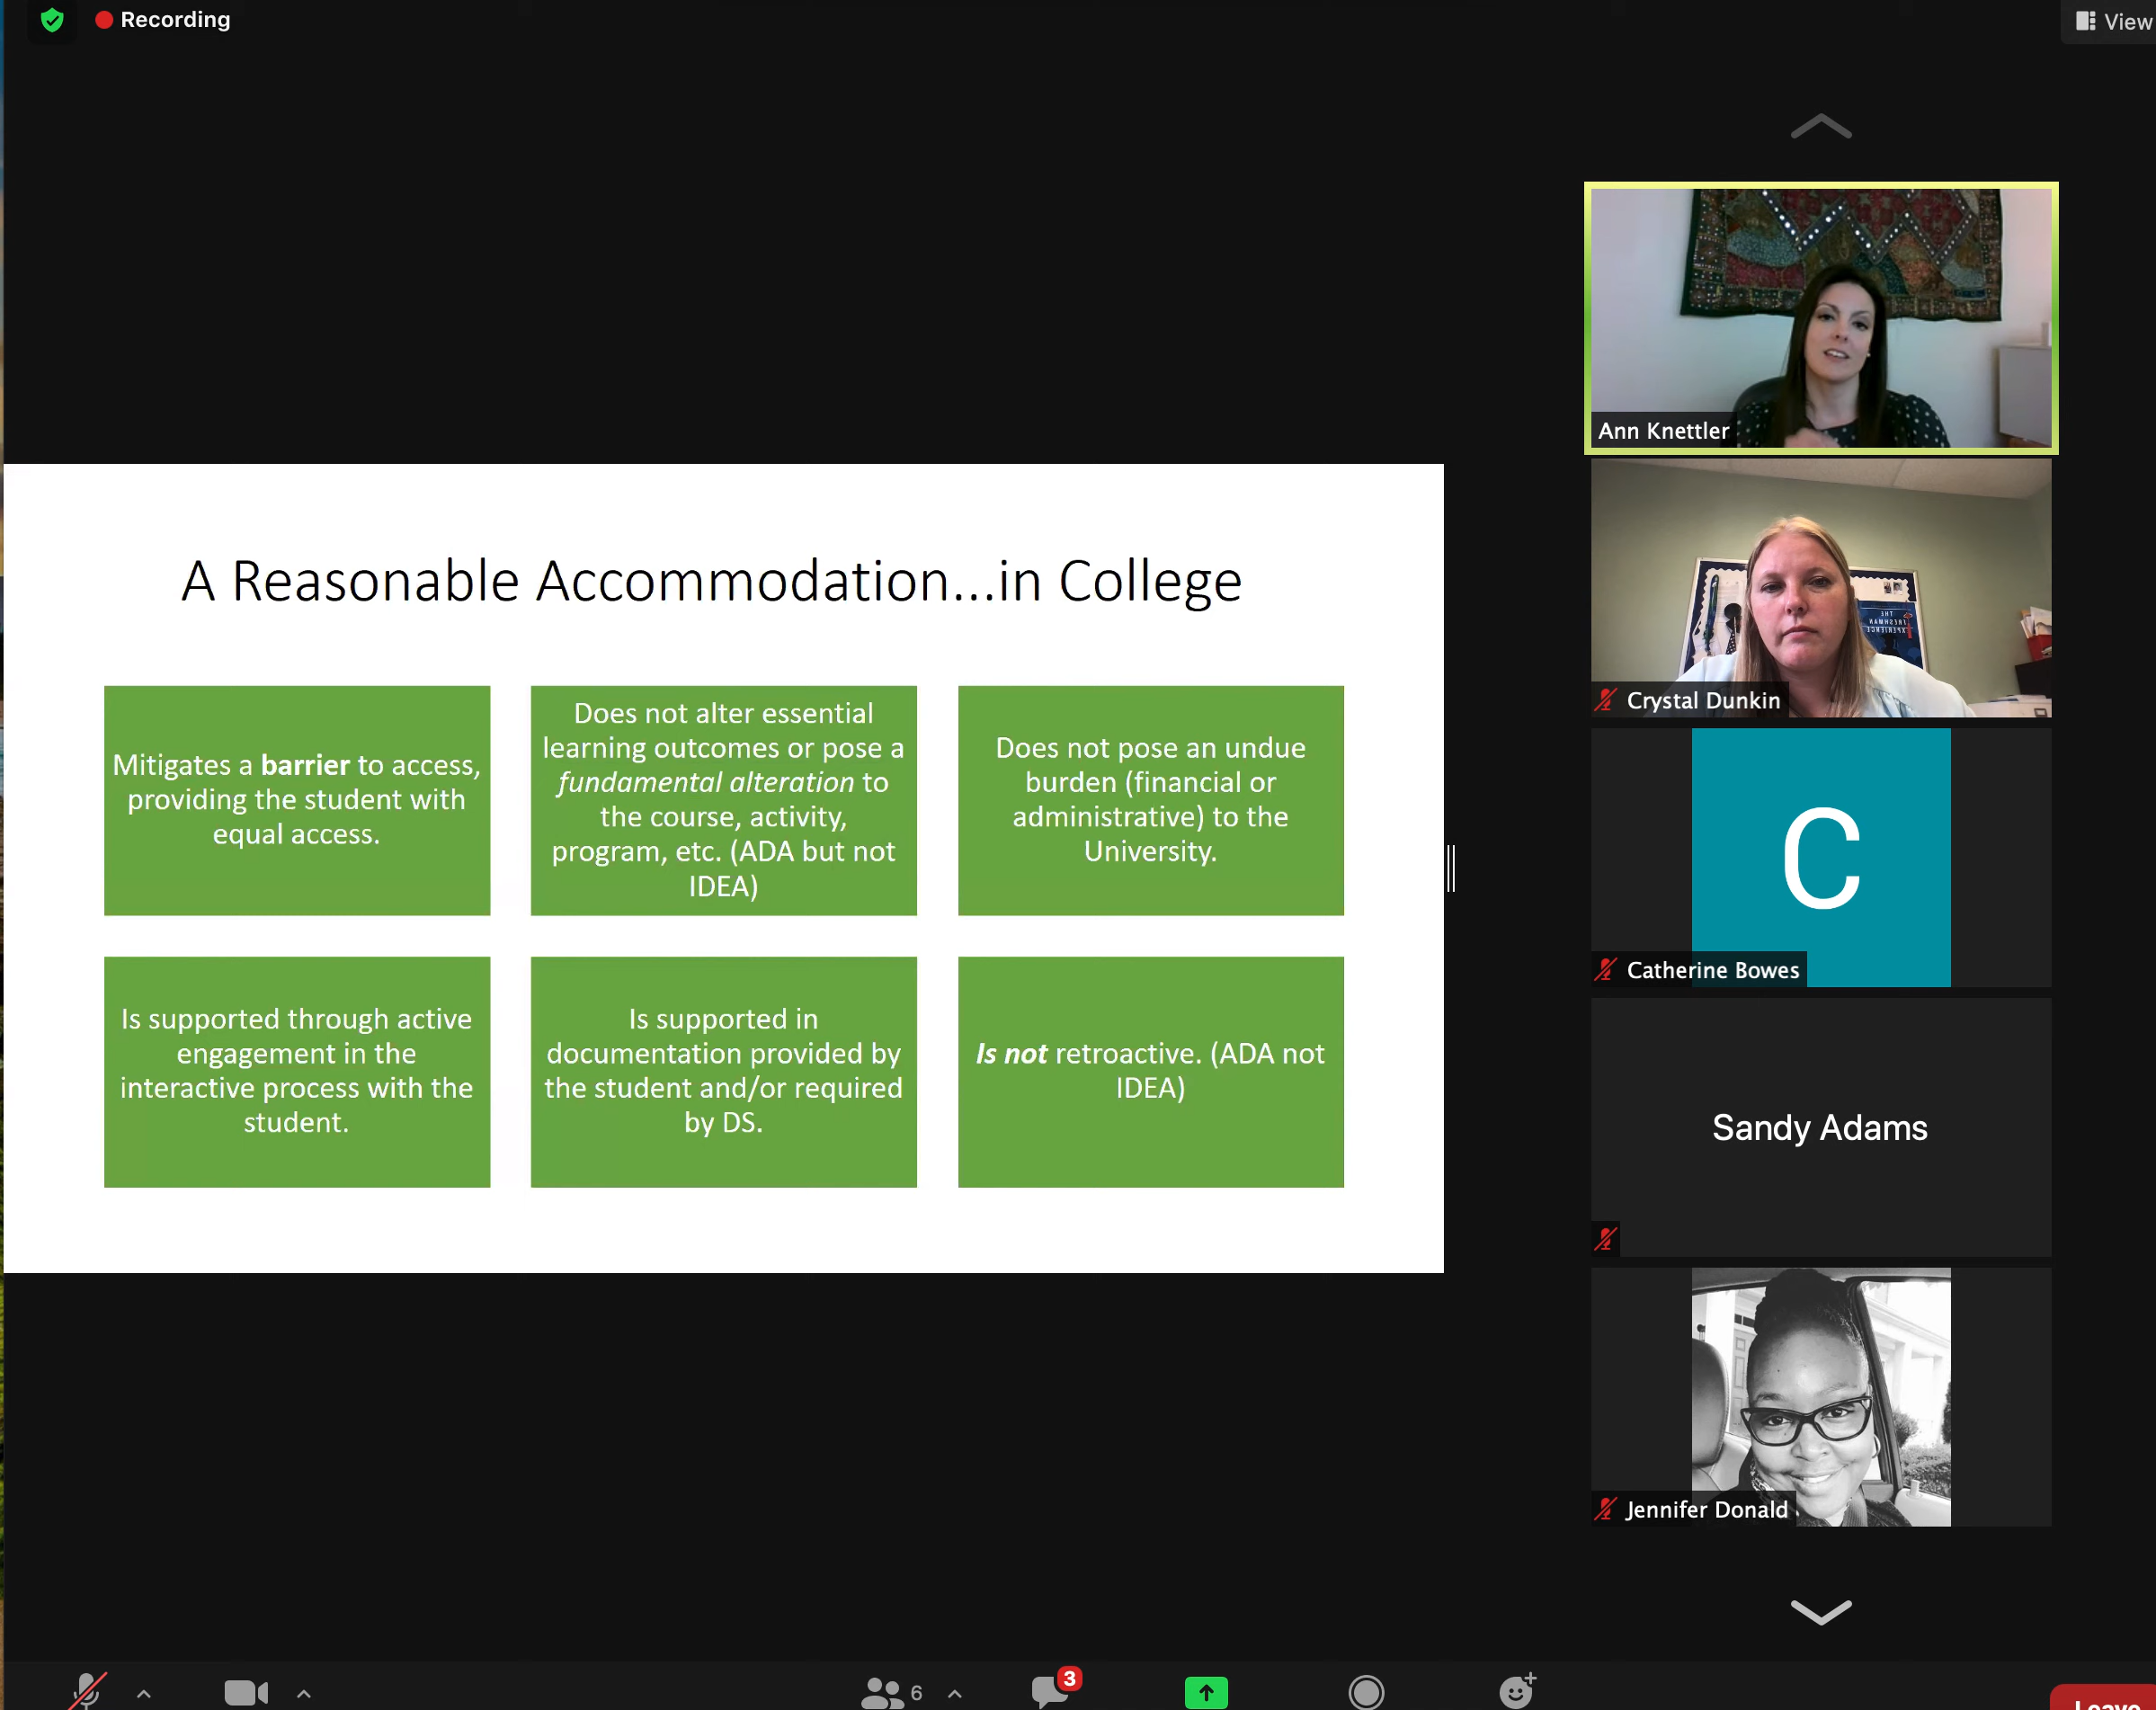 Recording
View
A Reasonable Accommodation...in College
Mitigates a barrier to access,
providing the student with
equal access.
Does not alter essential
learning outcomes or pose a
fundamental alteration to
the course, activity,
program, etc. (ADA but not
IDEA)
Does not pose an undue
burden (financial or
administrative) to the
University.
Is supported through active
engagement in the
interactive process with the
student.
Is supported in
documentation provided by
the student and/or required
by DS.
Is not retroactive. (ADA not
IDEA)
Ann Knettler
THE
FRESHMAN
XPERIENCE
Crystal Dunkin
C
Catherine Bowes
Sandy Adams
Jennifer Donald
6
3
Leave